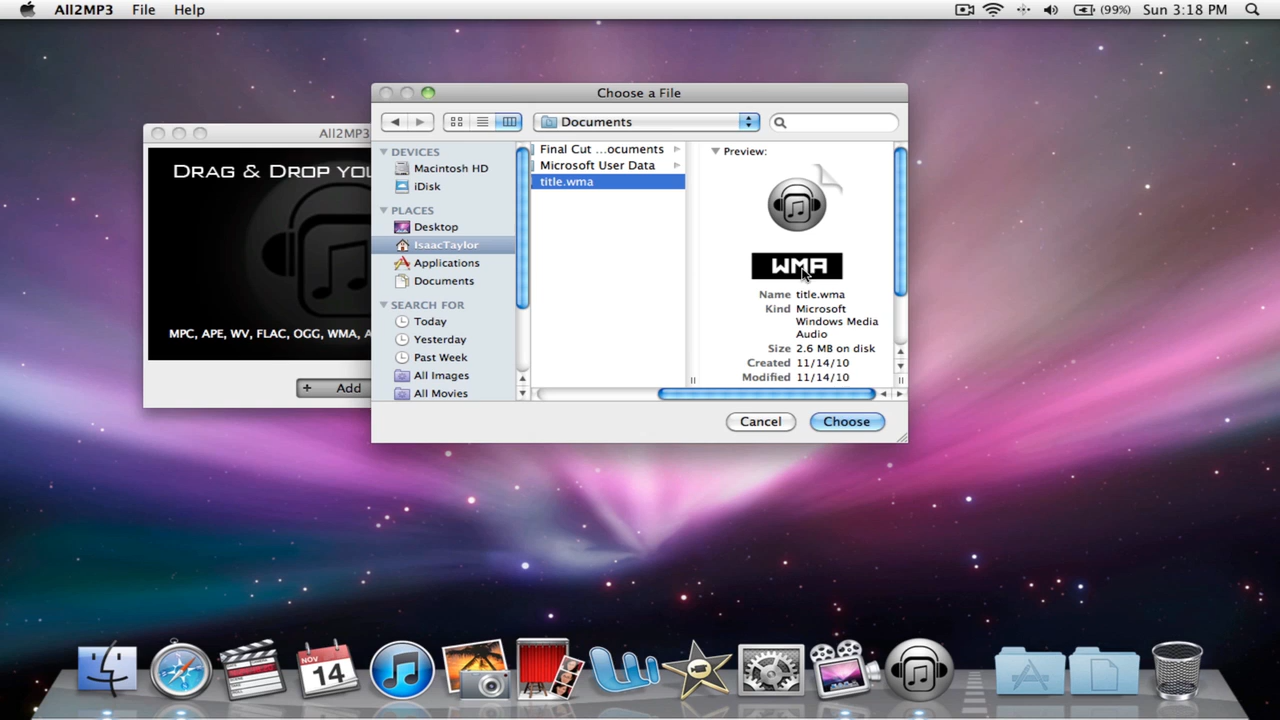 All2MP3 File Help (99%) Sun 3:18 PM
Choose a File
All2MP3
Documents
DRAG & DROP YOU
MPC, APE, WV, FLAC, OGG, WMA, A
+ Add
DEVICES
Macintosh HD
iDisk
PLACES
Desktop
IsaacTaylor
Applications
Documents
SEARCH FOR
Today
Yesterday
Past Week
All Images
All Movies
Final Cut ...ocuments
Microsoft User Data
title.wma
Preview:
WMA
Name title.wma
Kind Microsoft
Windows Media
Audio
Size 2.6 MB on disk
Created 11/14/10
Modified 11/14/10
Cancel Choose
NOV
14